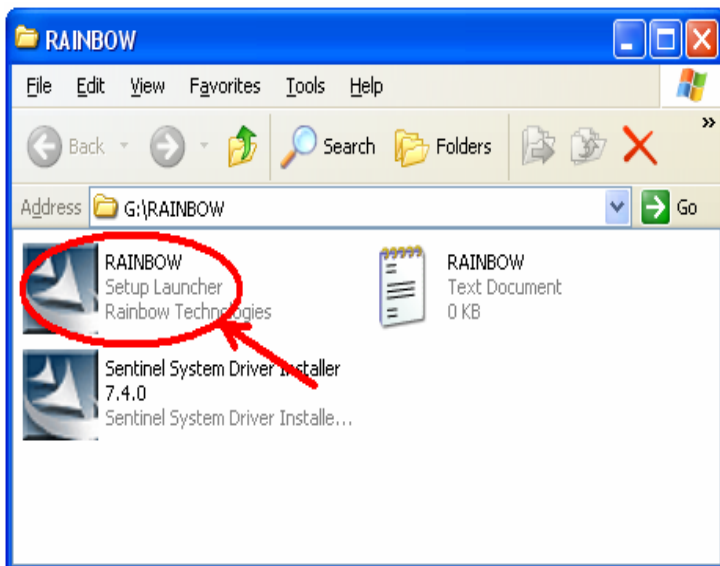 RAINBOW
File Edit View Favorites Tools Help
Back Search Folders »
Address G:\RAINBOW Go
RAINBOW
Setup Launcher
Rainbow Technologies
RAINBOW
Text Document
0 KB
Sentinel System Driver Installer
7.4.0
Sentinel System Driver Installe...